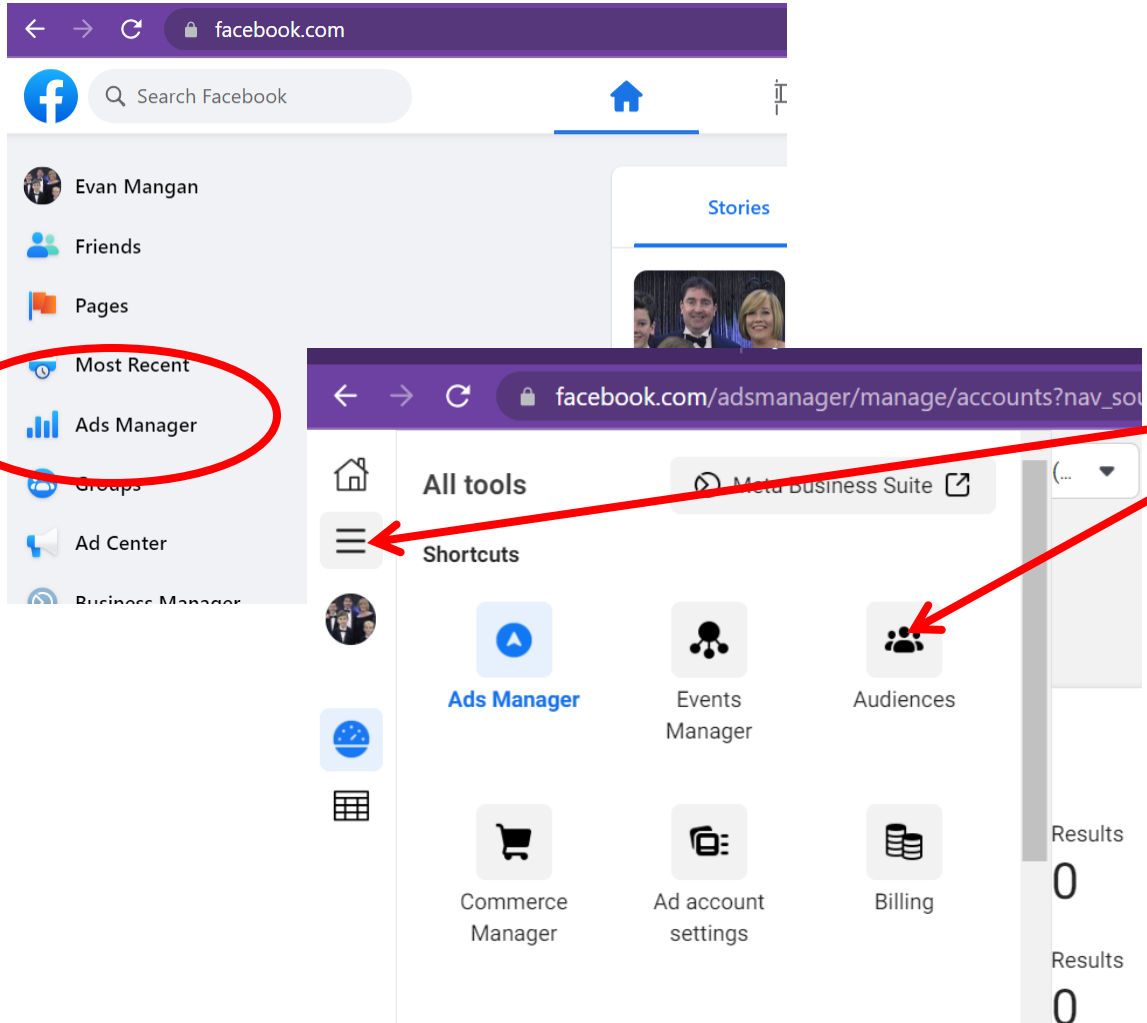 facebook.com
Search Facebook
Evan Mangan
Friends
Pages
Most Recent
Ads Manager
Groups
Ad Center
Business Manager
Stories
facebook.com/adsmanager/manage/accounts?nav_sou
All tools
Meta Business Suite
(...
Shortcuts
Ads Manager
Events
Manager
Audiences
Commerce
Manager
Ad account
settings
Billing
Results
0
Results
0